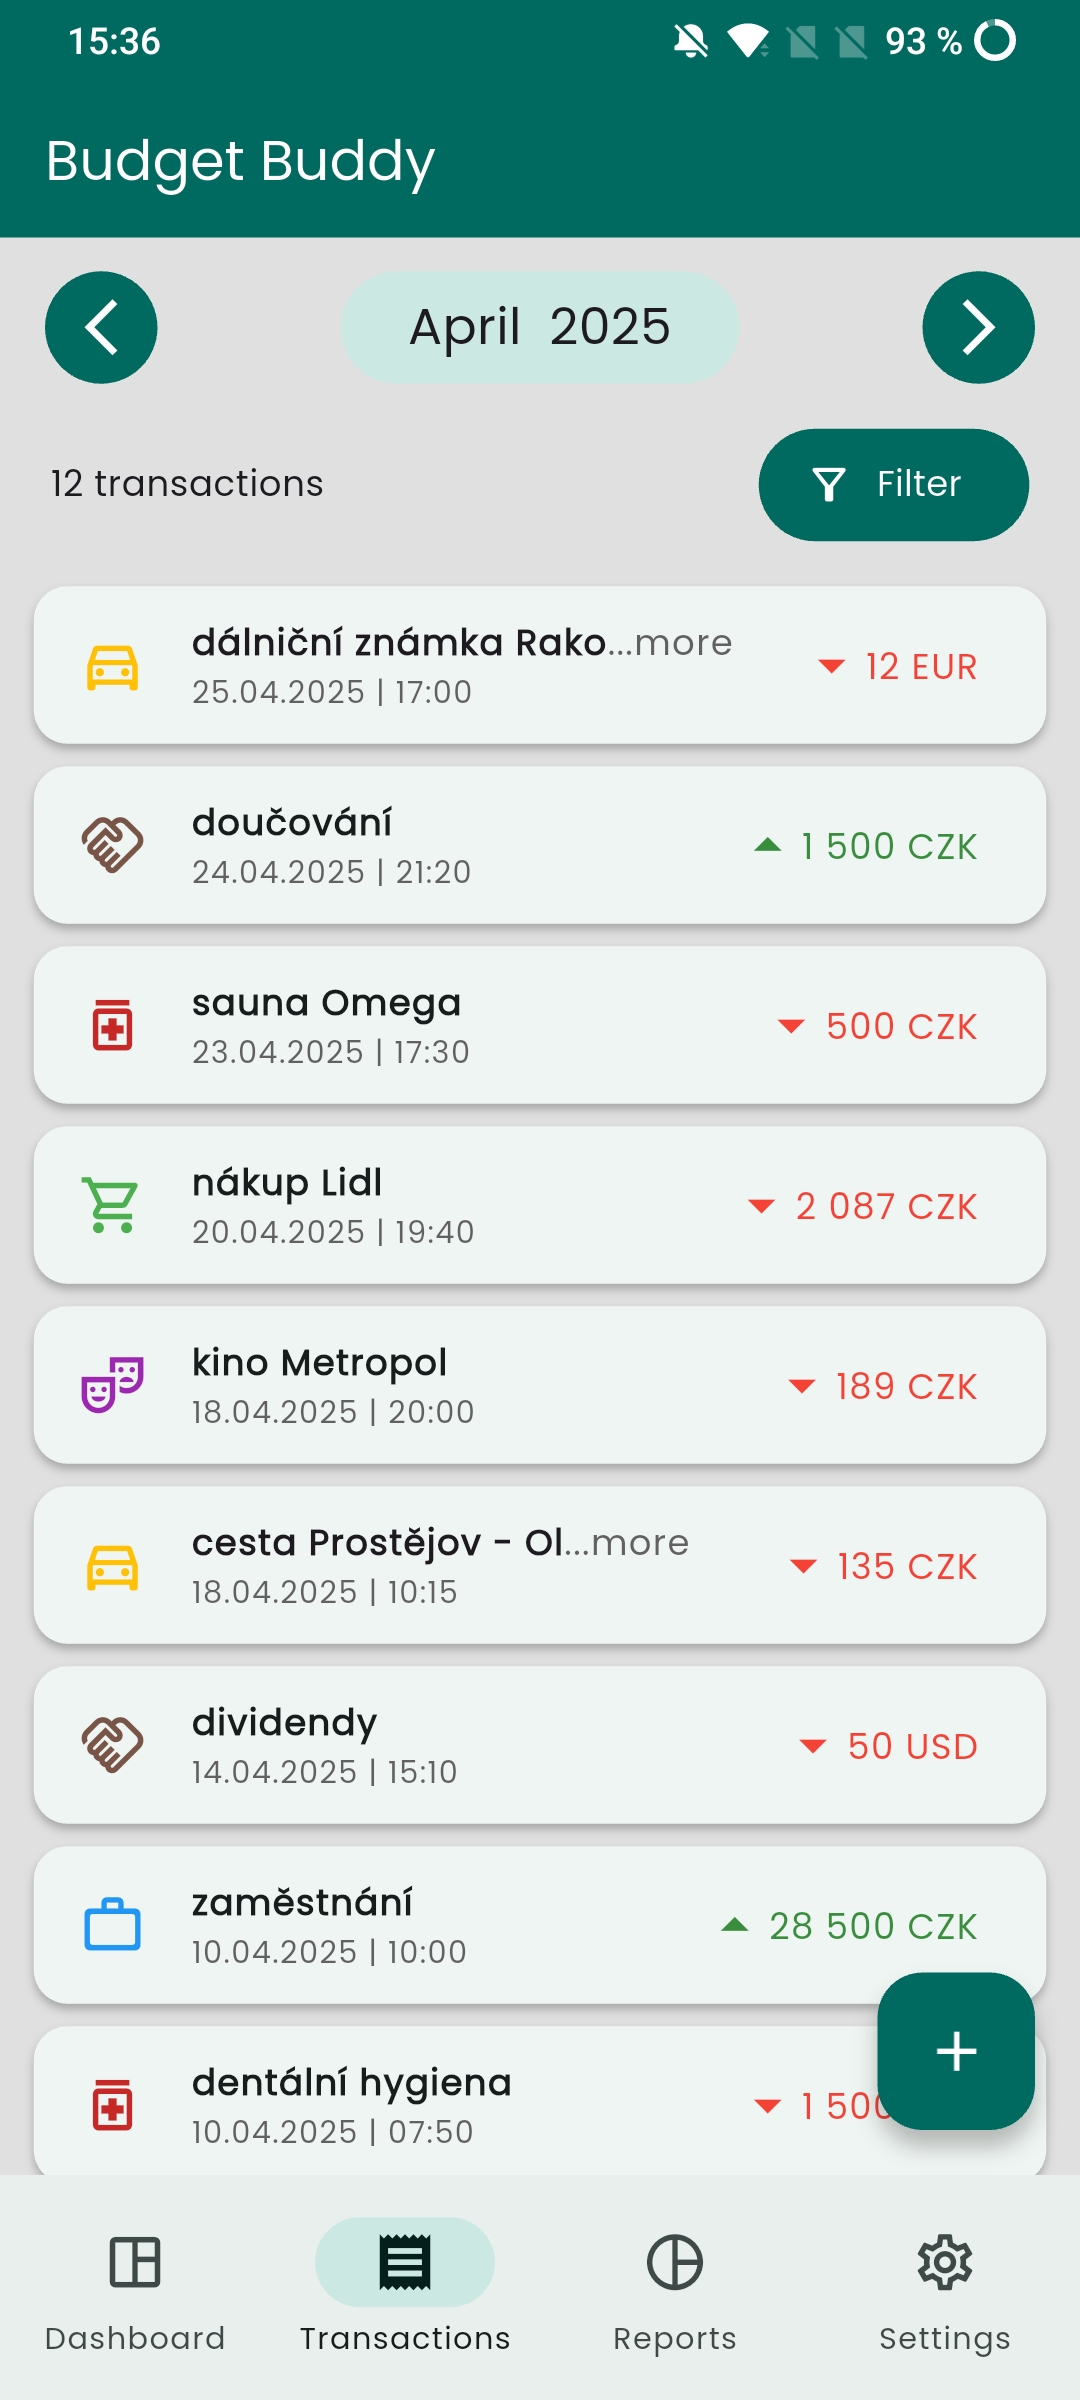 15:36
93 %
Budget Buddy
April 2025
12 transactions
Filter
dálniční známka Rako...more
25.04.2025 | 17:00
12 EUR
doučování
24.04.2025 | 21:20
1 500 CZK
sauna Omega
23.04.2025 | 17:30
500 CZK
nákup Lidl
20.04.2025 | 19:40
2 087 CZK
kino Metropol
18.04.2025 | 20:00
189 CZK
cesta Prostějov - Ol...more
18.04.2025 | 10:15
135 CZK
dividendy
14.04.2025 | 15:10
50 USD
zaměstnání
10.04.2025 | 10:00
28 500 CZK
dentální hygiena
10.04.2025 | 07:50
1 500
Dashboard
Transactions
Reports
Settings